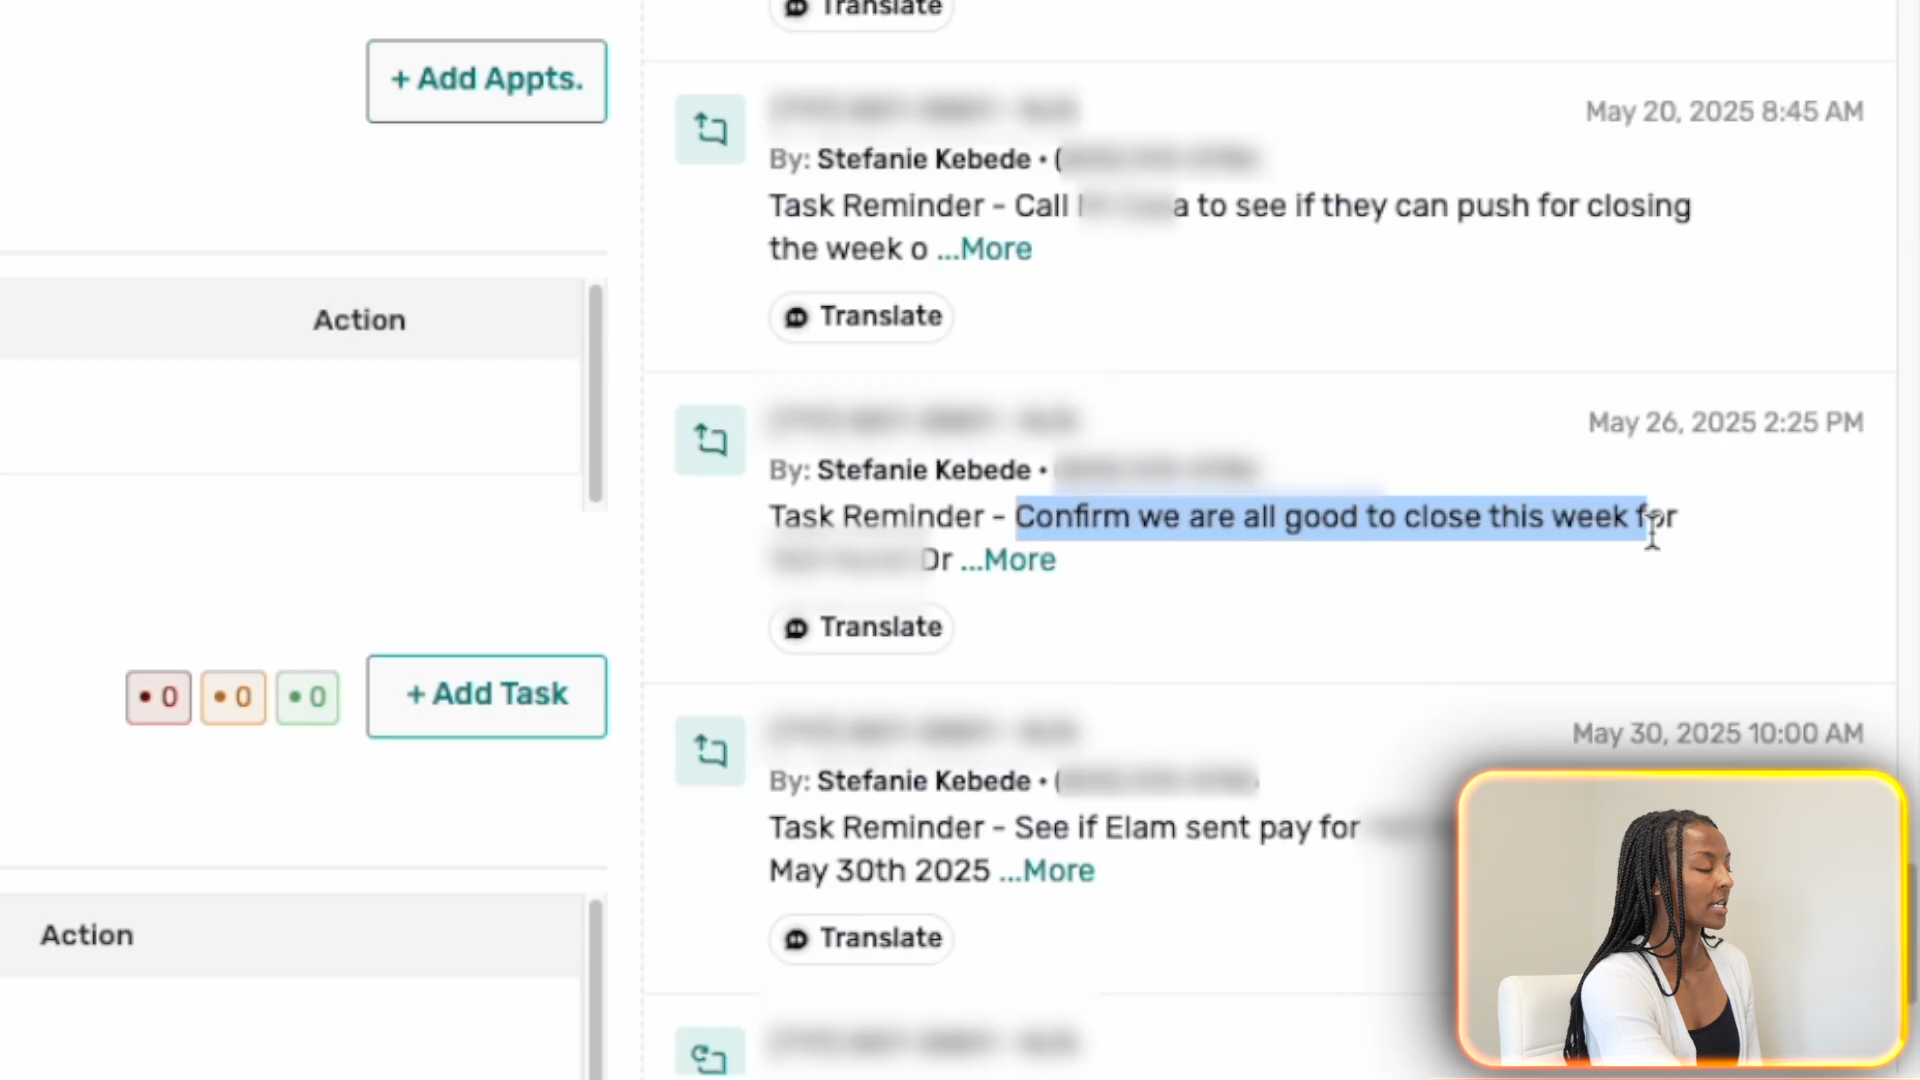 Translate
+ Add Appts.
May 20, 2025 8:45 AM
By: Stefanie Kebede • (
Task Reminder - Call a to see if they can push for closing
the week o ...More
Translate
Action
May 26, 2025 2:25 PM
By: Stefanie Kebede •
Task Reminder - Confirm we are all good to close this week for
Dr ...More
Translate
• 0 • 0 • 0
+ Add Task
May 30, 2025 10:00 AM
By: Stefanie Kebede • (
Task Reminder - See if Elam sent pay for
May 30th 2025 ...More
Translate
Action